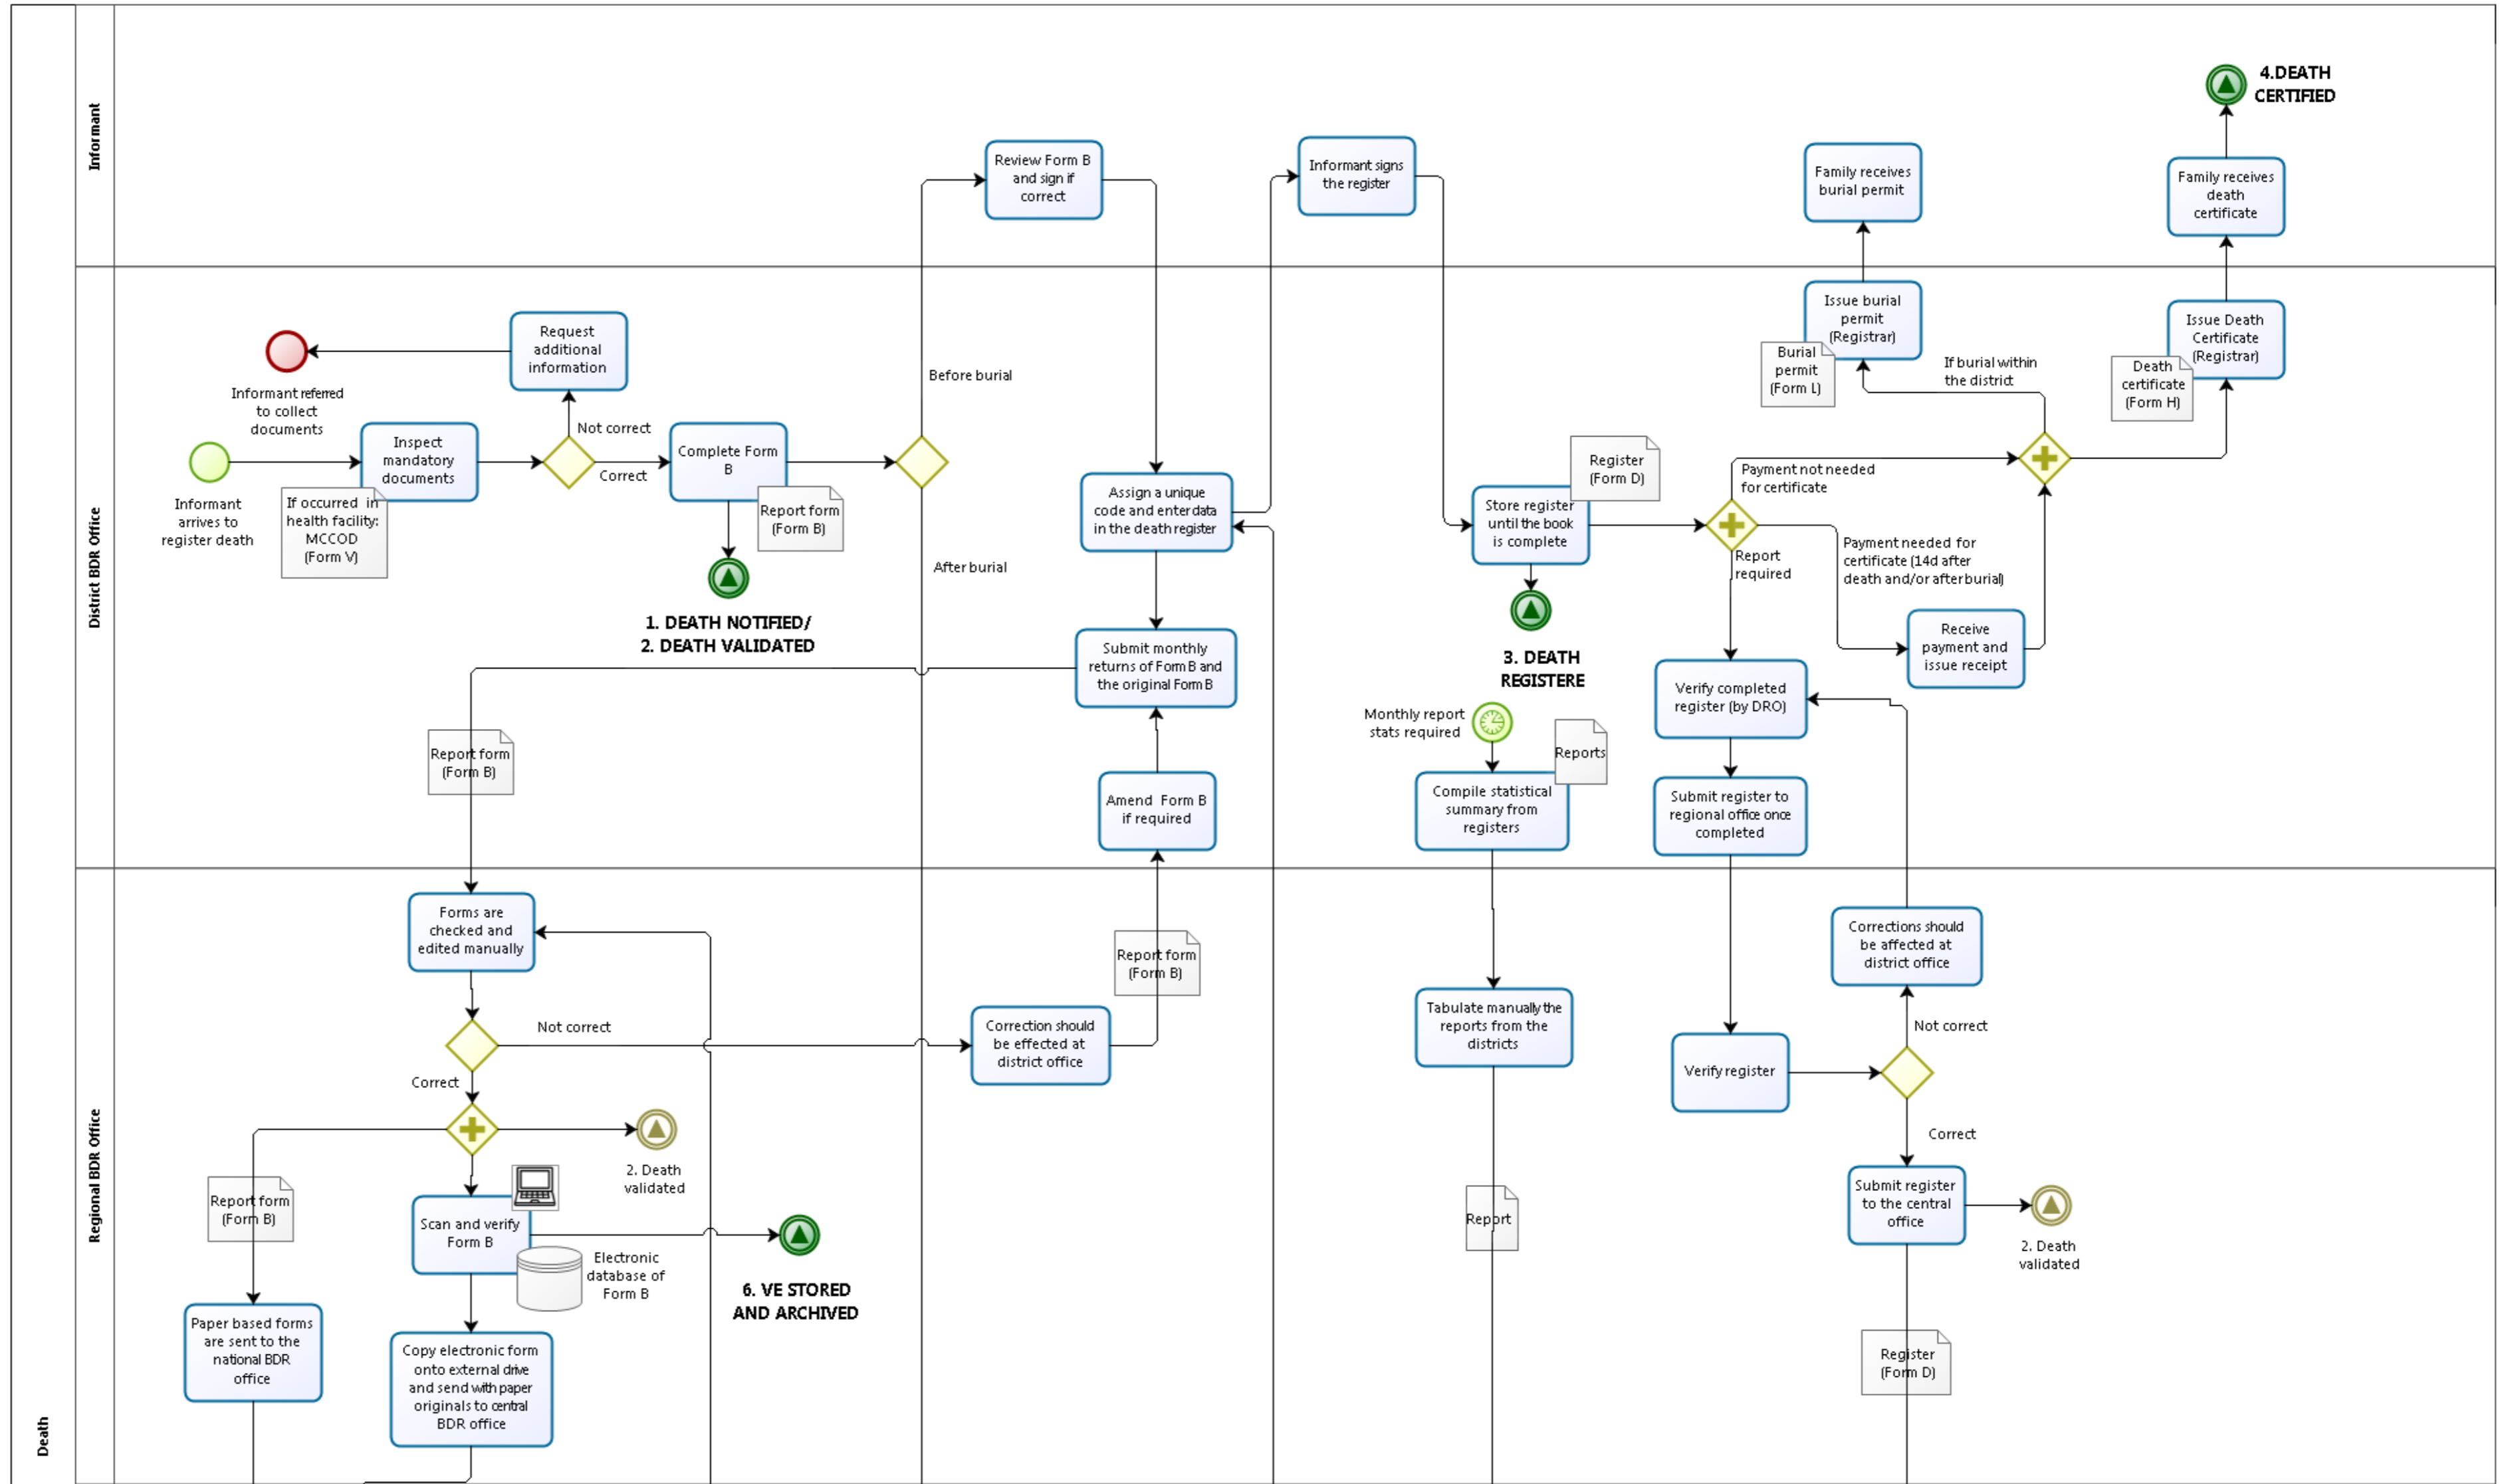 Death
Informant
4.DEATH
CERTIFIED
Review Form B
and sign if
correct
Informant signs
the register
Family receives
burial permit
Family receives
death
certificate
District BDR Office
Informant referred
to collect
documents
Request
additional
information
Informant
arrives to
register death
Inspect
mandatory
documents
If occurred in
health facility:
MCCOD
(Form V)
Not correct
Correct
Complete Form
B
Report form
(Form B)
1. DEATH NOTIFIED/
2. DEATH VALIDATED
Before burial
After burial
Assign a unique
code and enter data
in the death register
Submit monthly
returns of Form B and
the original Form B
Report form
(Form B)
Amend Form B
if required
Register
(Form D)
Store register
until the book
is complete
3. DEATH
REGISTERE
Issue burial
permit
(Registrar)
Burial
permit
(Form L)
If burial within
the district
Issue Death
Certificate
(Registrar)
Death
certificate
(Form H)
Payment not needed
for certificate
Payment needed for
certificate (14d after
death and/or after burial)
Report
required
Receive
payment and
issue receipt
Verify completed
register (by DRO)
Submit register to
regional office once
completed
Monthly report
stats required
Reports
Compile statistical
summary from
registers
Regional BDR Office
Forms are
checked and
edited manually
Not correct
Correct
Correction should
be effected at
district office
Report form
(Form B)
2. Death
validated
Report form
(Form B)
Scan and verify
Form B
Electronic
database of
Form B
6. VE STORED
AND ARCHIVED
Paper based forms
are sent to the
national BDR
office
Copy electronic form
onto external drive
and send with paper
originals to central
BDR office
Tabulate manually the
reports from the
districts
Report
Corrections should
be affected at
district office
Not correct
Verify register
Correct
Submit register
to the central
office
2. Death
validated
Register
(Form D)